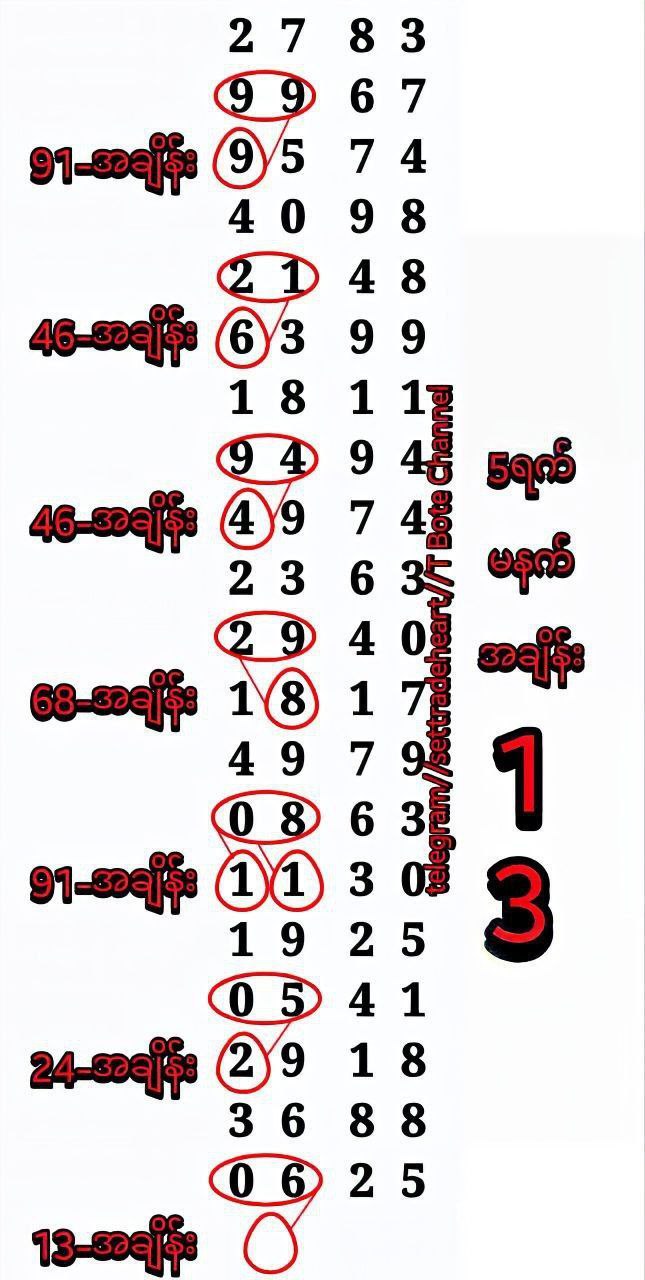 2 7 8 3
9 9 6 7
91-အချိန်း 9 5 7 4
4 0 9 8
2 1 4 8
46-အချိန်း 6 3 9 9
1 8 1 1
9 4 9 4
46-အချိန်း 4 9 7 4
2 3 6 3
2 9 4 0
68-အချိန်း 1 8 1 7
4 9 7 9
0 8 6 3
91-အချိန်း 1 1 3 0
1 9 2 5
0 5 4 1
24-အချိန်း 2 9 1 8
3 6 8 8
0 6 2 5
13-အချိန်း
telegram//settradeheart//T Bote Channel
5ရက်
မနက်
အချိန်း
1
3